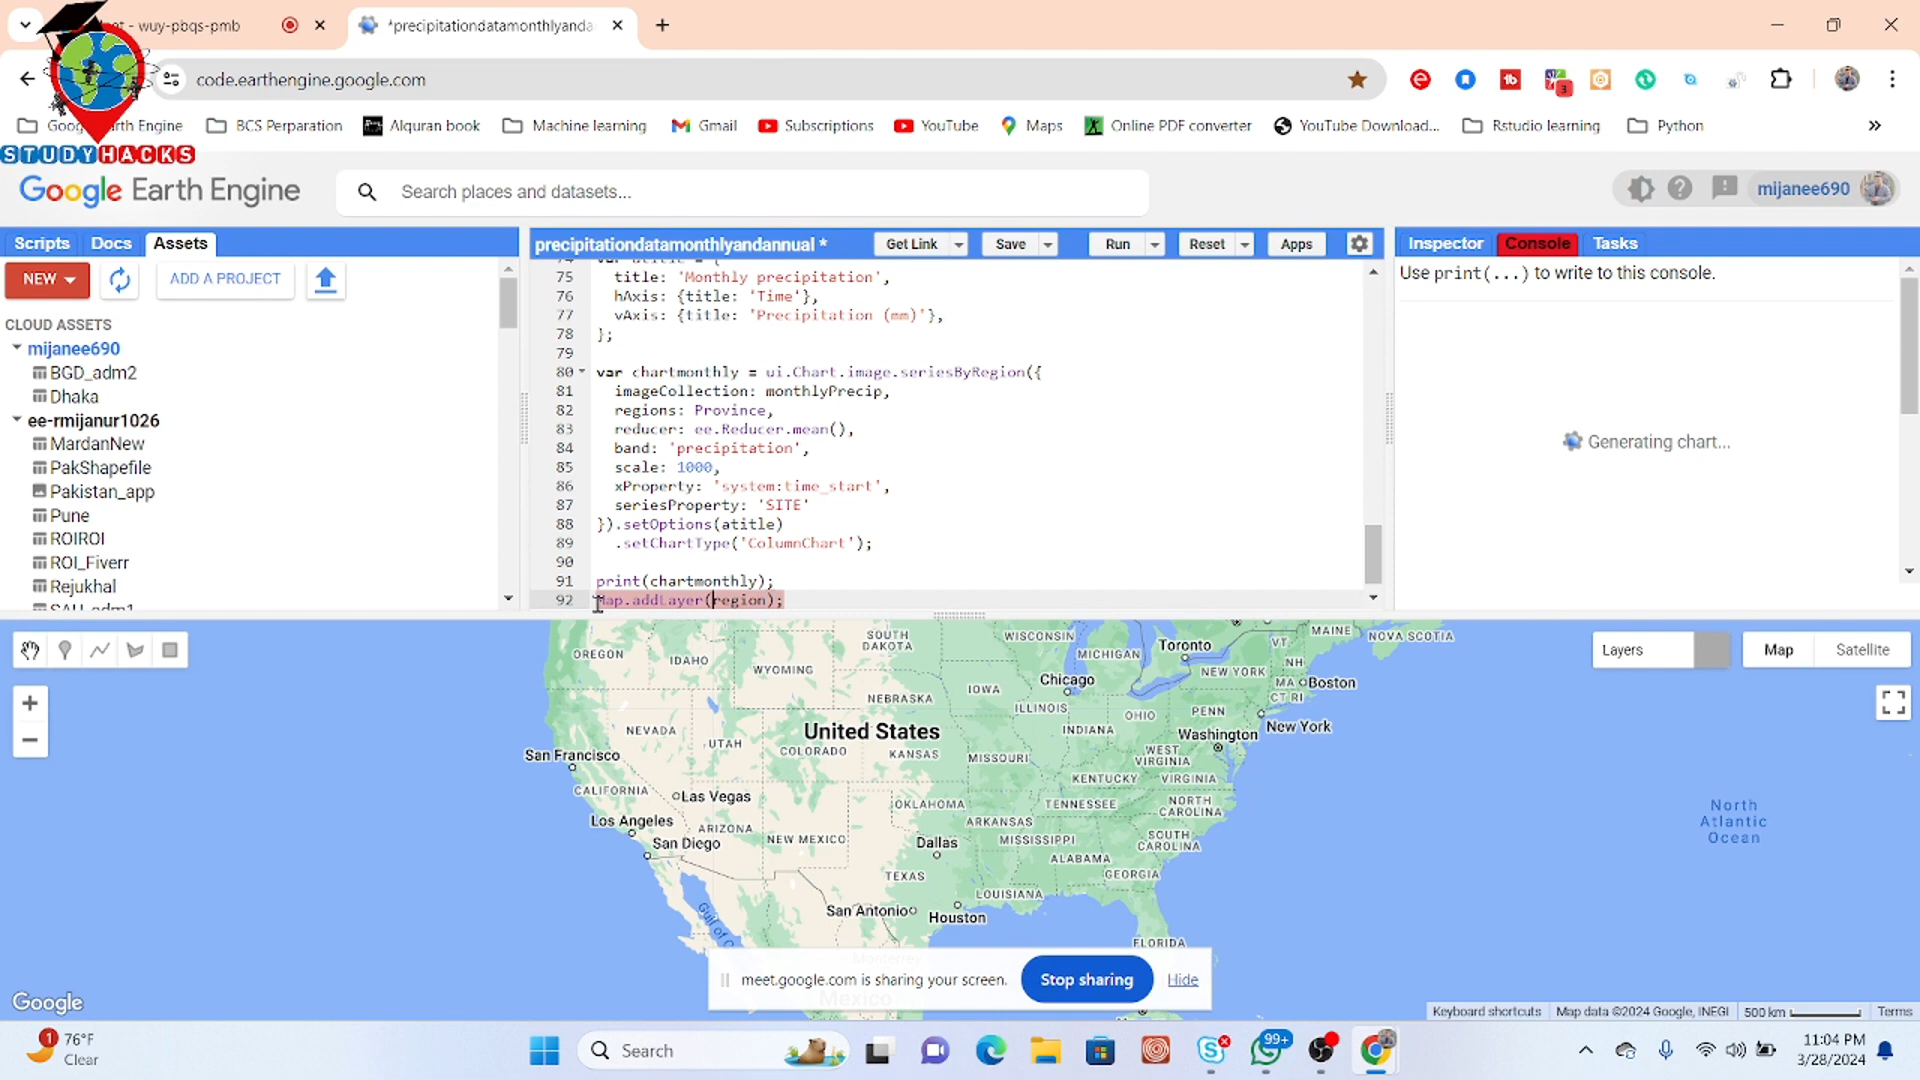 wuy-pbqs-pmb
*precipitationdatamonthlyanda
code.earthengine.google.com
3
BCS Perparation
Alquran book
Machine learning
Gmail
Subscriptions
YouTube
Maps
Online PDF converter
YouTube Download...
Rstudio learning
Python
»
STUDYHACKS
Google Earth Engine
Search places and datasets...
mijanee690
Scripts
Docs
Assets
precipitationdatamonthlyandannual *
Get Link
Save
Run
Reset
Apps
Inspector
Console
Tasks
NEW
ADD A PROJECT
CLOUD ASSETS
mijanee690
BGD_adm2
Dhaka
ee-rmijanur1026
MardanNew
PakShapefile
Pakistan_app
Pune
ROIROI
ROI_Fiverr
Rejukhal
75 title: 'Monthly precipitation',
76 hAxis: {title: 'Time'},
77 vAxis: {title: 'Precipitation (mm)'},
78 };
79
80 var chartmonthly = ui.Chart.image.seriesByRegion({
81 imageCollection: monthlyPrecip,
82 regions: Province,
83 reducer: ee.Reducer.mean(),
84 band: 'precipitation',
85 scale: 1000,
86 xProperty: 'system:time_start',
87 seriesProperty: 'SITE'
88 }).setOptions(atitle)
89 .setChartType('ColumnChart');
90
91 print(chartmonthly);
92 Map.addLayer(region);
Use print(...) to write to this console.
Generating chart...
Layers
Map
Satellite
OREGON
IDAHO
WYOMING
SOUTH DAKOTA
WISCONSIN
MICHIGAN
Toronto
MAINE
NOVA SCOTIA
VT
NH
NEW YORK
MA
Boston
CT RI
NEBRASKA
IOWA
Chicago
ILLINOIS
OHIO
PENN
New York
INDIANA
Washington
NEVADA
UTAH
COLORADO
United States
KANSAS
MISSOURI
WEST VIRGINIA
KENTUCKY
VIRGINIA
San Francisco
CALIFORNIA
Las Vegas
Los Angeles
ARIZONA
San Diego
NEW MEXICO
OKLAHOMA
TENNESSEE
NORTH CAROLINA
ARKANSAS
Dallas
MISSISSIPPI
SOUTH CAROLINA
ALABAMA
TEXAS
GEORGIA
LOUISIANA
San Antonio
Houston
FLORIDA
Gulf of C
North Atlantic Ocean
Monterrey
Mexico
meet.google.com is sharing your screen.
Stop sharing
Hide
Google
Keyboard shortcuts
Map data ©2024 Google, INEGI
500 km
Terms
1
76°F
Clear
Search
99+
11:04 PM
3/28/2024